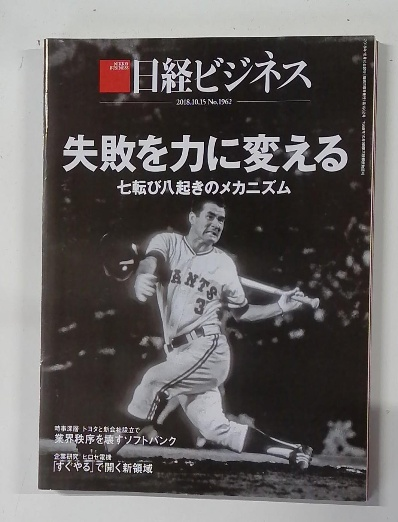 NIKKEI BUSINESS
日経ビジネス
2018.10.15 No.1962
失敗を力に変える
七転び八起きのメカニズム
ANTS
3
時事深層 トヨタと新会社設立で
業界秩序を壊すソフトバンク
企業研究 ヒロセ電機
「すぐやる」で開く新領域